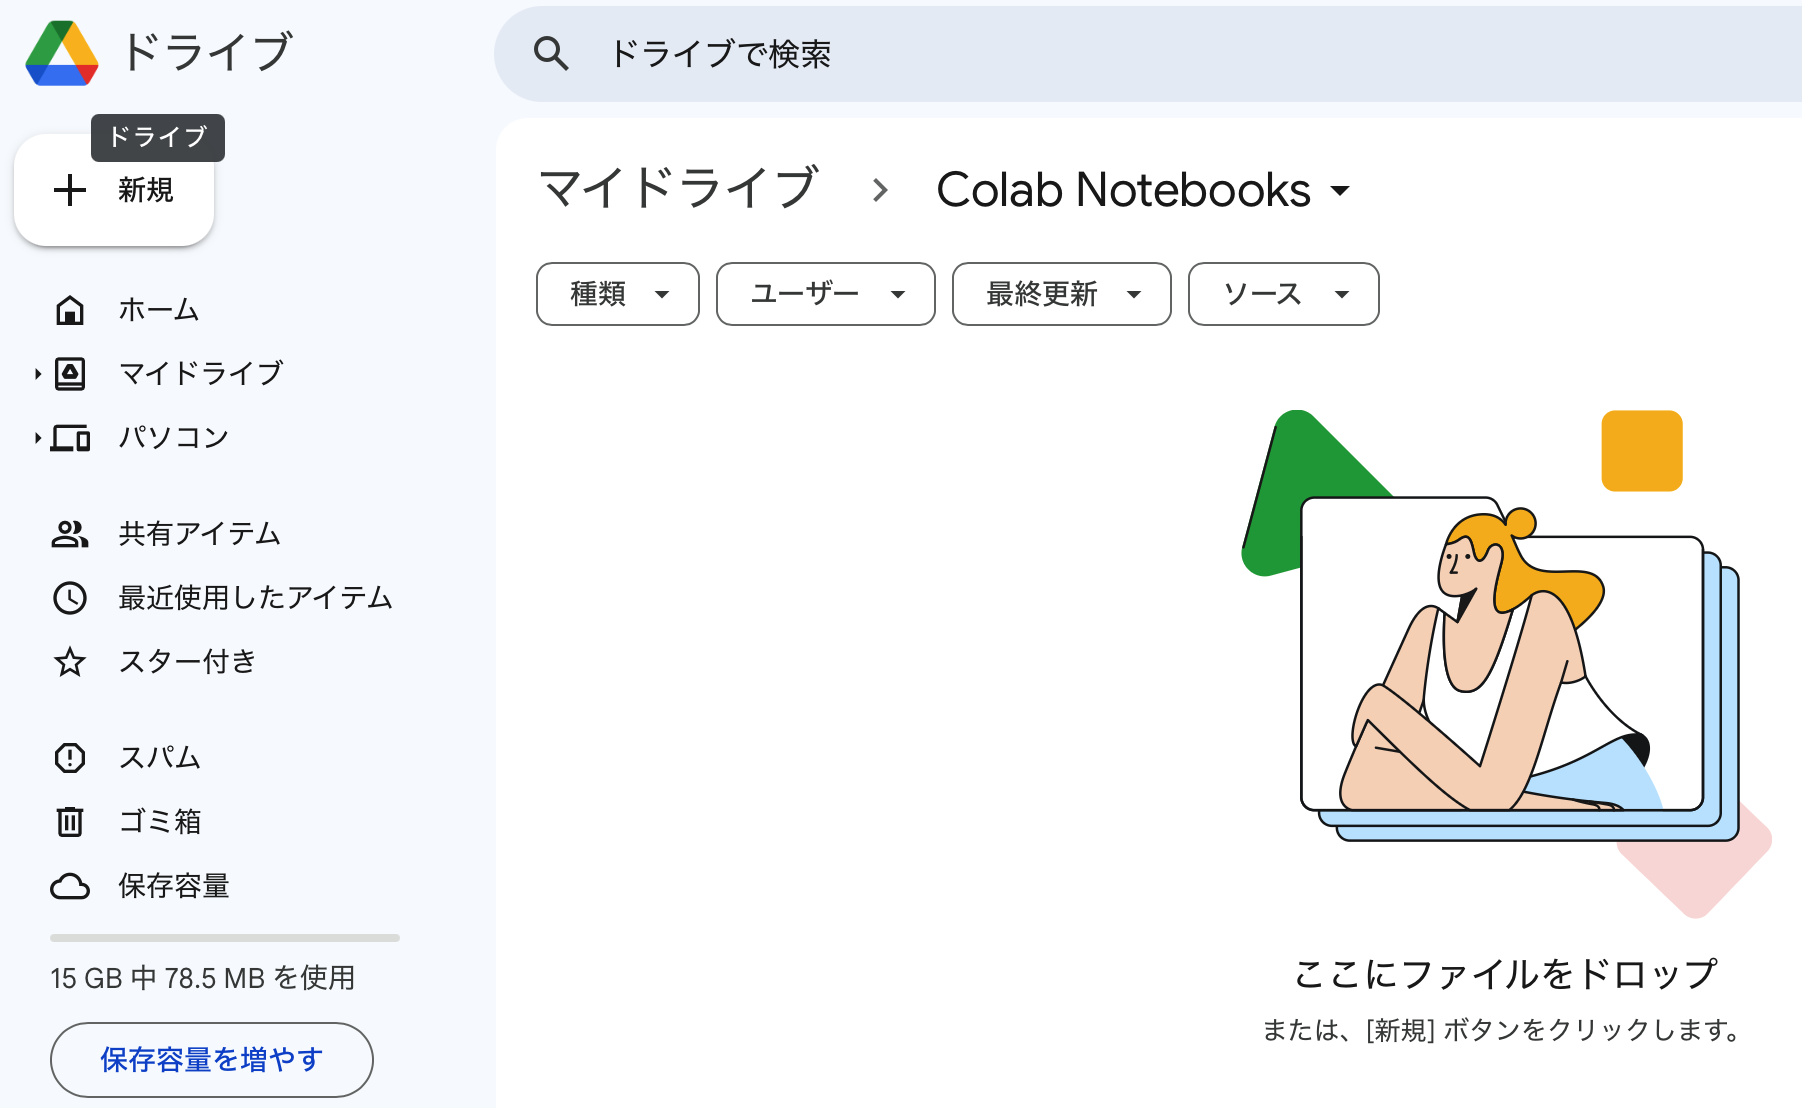 ドライブ
ドライブで検索
ドライブ
新規
マイドライブ
Colab Notebooks
種類
ユーザー
最終更新
ソース
ホーム
マイドライブ
パソコン
共有アイテム
最近使用したアイテム
スター付き
スパム
ゴミ箱
保存容量
15 GB 中 78.5 MB を使用
保存容量を増やす
ここにファイルをドロップ
または、[新規] ボタンをクリックします。